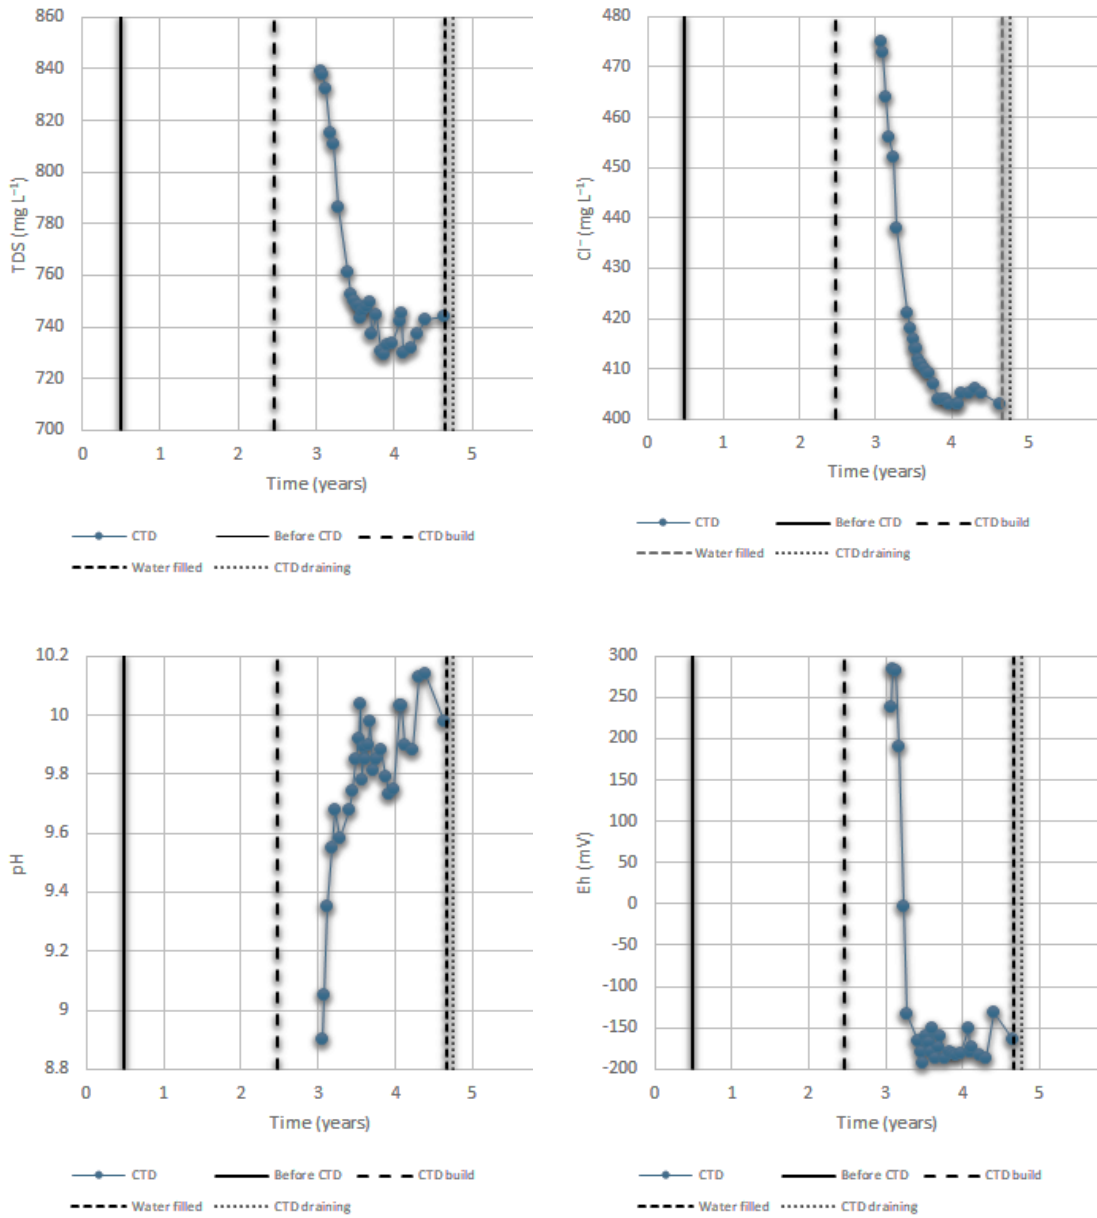 860
840
820
800
780
760
740
720
700
TDS (mg L⁻¹)
0 1 2 3 4 5
Time (years)
CTD Before CTD CTD build
Water filled CTD draining
480
470
460
450
440
430
420
410
400
Cl⁻ (mg L⁻¹)
0 1 2 3 4 5
Time (years)
CTD Before CTD CTD build
Water filled CTD draining
10.2
10
9.8
9.6
9.4
9.2
9
8.8
pH
0 1 2 3 4 5
Time (years)
CTD Before CTD CTD build
Water filled CTD draining
300
250
200
150
100
50
0
-50
-100
-150
-200
Eh (mV)
0 1 2 3 4 5
Time (years)
CTD Before CTD CTD build
Water filled CTD draining